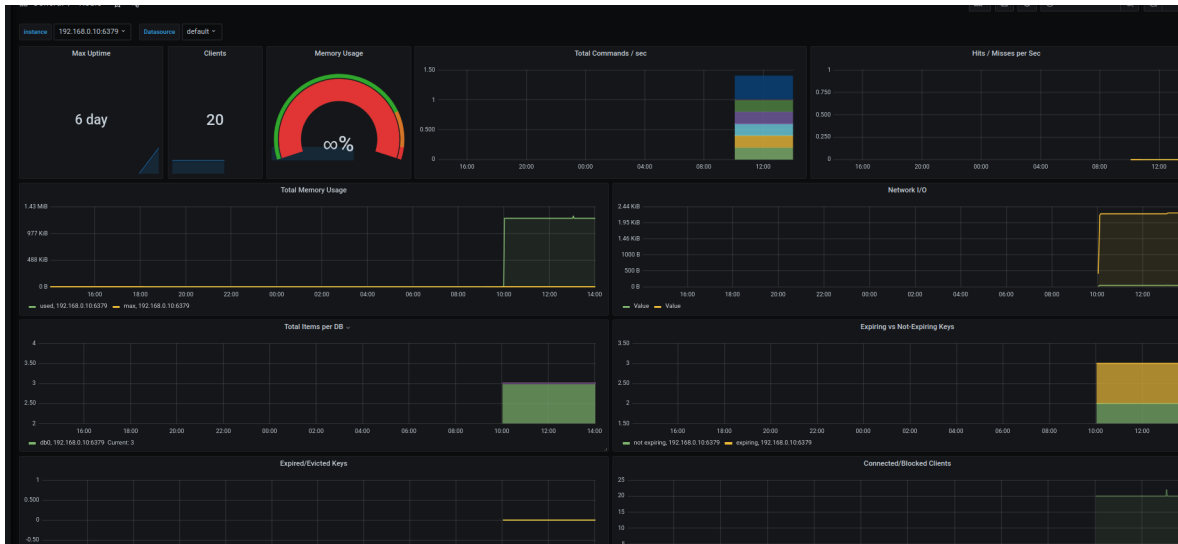 instance 192.168.0.10:6379 Datasource default
Max Uptime
6 day
Clients
20
Memory Usage
∞%
Total Commands / sec
1.50
1
0.500
0
16:00 20:00 00:00 04:00 08:00 12:00
Hits / Misses per Sec
1
0.750
0.500
0.250
0
16:00 20:00 00:00 04:00 08:00 12:00
Total Memory Usage
1.43 MiB
977 KiB
488 KiB
0 B
16:00 18:00 20:00 22:00 00:00 02:00 04:00 06:00 08:00 10:00 12:00 14:00
used, 192.168.0.10:6379 max, 192.168.0.10:6379
Network I/O
2.44 KiB
1.95 KiB
1.46 KiB
1000 B
500 B
0 B
16:00 18:00 20:00 22:00 00:00 02:00 04:00 06:00 08:00 10:00 12:00
Value Value
Total Items per DB
4
3.50
3
2.50
2
16:00 18:00 20:00 22:00 00:00 02:00 04:00 06:00 08:00 10:00 12:00 14:00
db0, 192.168.0.10:6379 Current: 3
Expiring vs Not-Expiring Keys
3.50
3
2.50
2
1.50
16:00 18:00 20:00 22:00 00:00 02:00 04:00 06:00 08:00 10:00 12:00
not expiring, 192.168.0.10:6379 expiring, 192.168.0.10:6379
Expired/Evicted Keys
1
0.500
0
-0.50
Connected/Blocked Clients
25
20
15
10